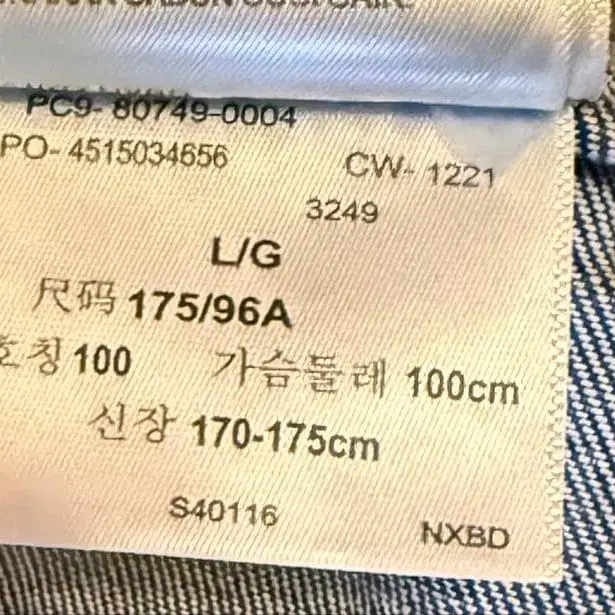 PC9- 80749-0004
PO- 4515034656
CW- 1221
3249
L/G
尺码 175/96A
호칭 100 가슴둘레 100cm
신장 170-175cm
S40116 NXBD